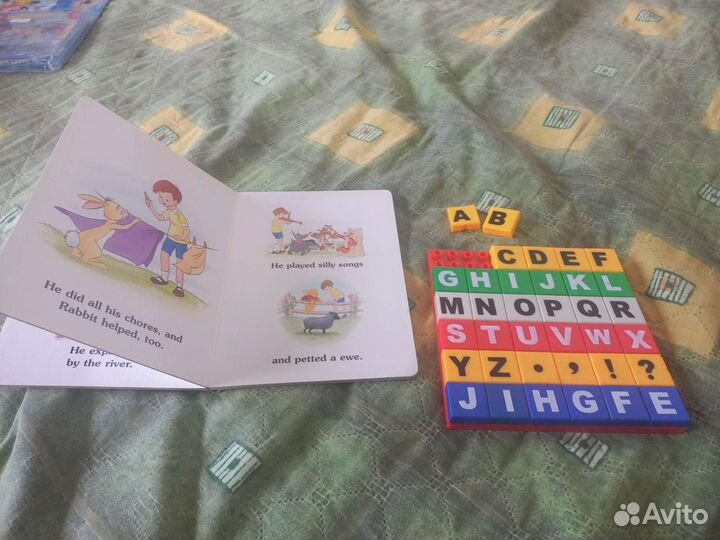 He did all his chores, and
Rabbit helped, too.
He played silly songs
and petted a ewe.
He
by the river.
A B
C D E F
G H I J K L
M N O P Q R
S T U V W X
Y Z . , ! ?
J I H G F E
Avito